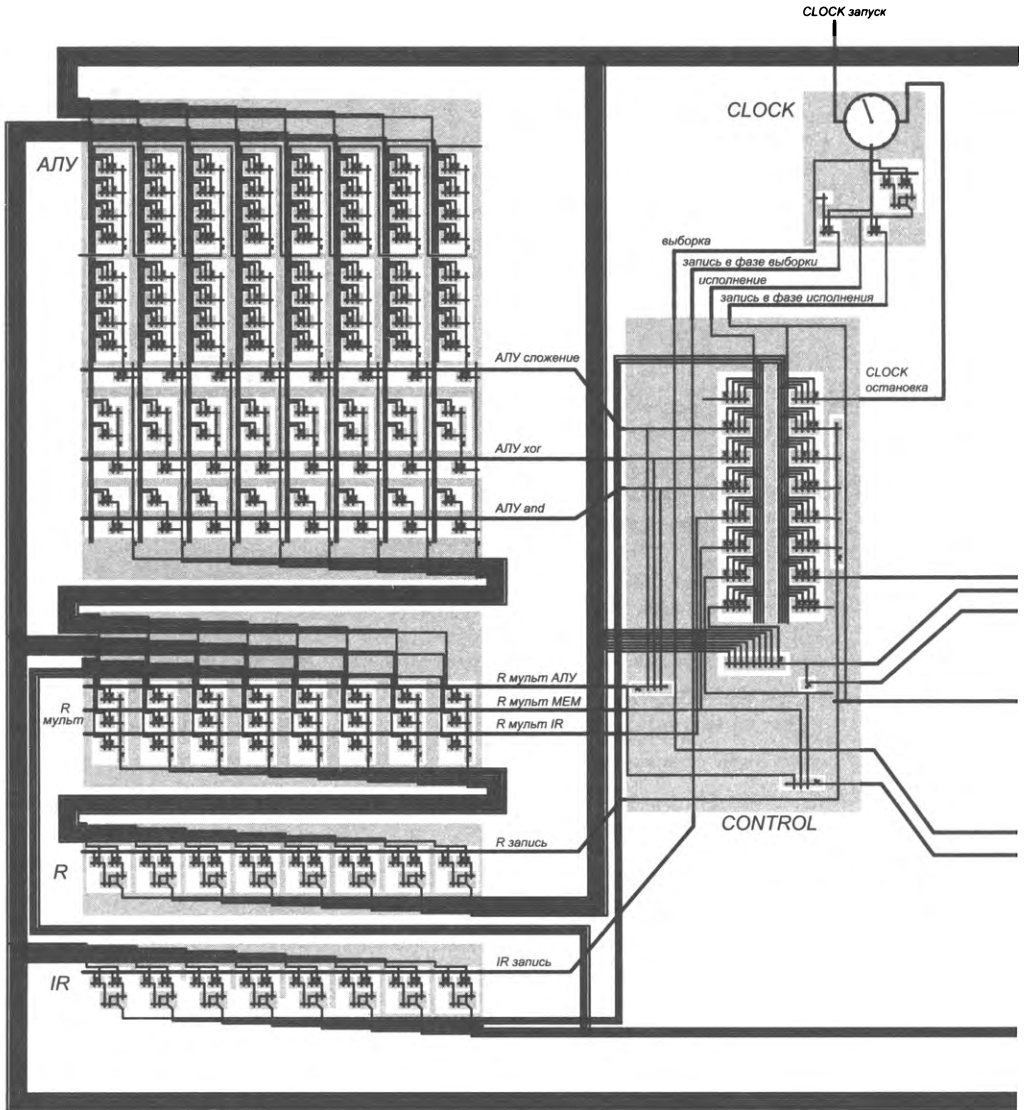 CLOCK запуск
CLOCK
АЛУ
выборка
запись в фазе выборки
исполнение
запись в фазе исполнения
АЛУ сложение
CLOCK
остановка
АЛУ xor
АЛУ and
R мульт АЛУ
R мульт МЕМ
R
мульт
R мульт IR
CONTROL
R запись
R
IR запись
IR